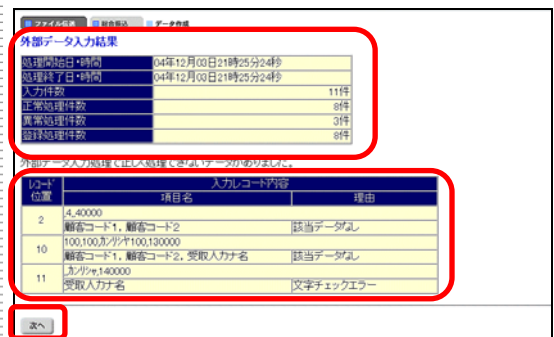 ファイル伝送 総合振込 データ作成
外部データ入力結果
処理開始日・時間 04年12月03日21時25分24秒
処理終了日・時間 04年12月03日21時25分24秒
入力件数 11件
正常処理件数 8件
異常処理件数 3件
登録処理件数 8件
外部データ入力処理で正しく処理できないデータがありました。
レコード位置 入力レコード内容
項目名 理由
2 ,4,,40000
顧客コード1, 顧客コード2 該当データなし
10 100,100,カンリシヤ100,130000
顧客コード1, 顧客コード2, 受取人カナ名 該当データなし
11 ,,カンリシャ,140000
受取人カナ名 文字チェックエラー
次へ